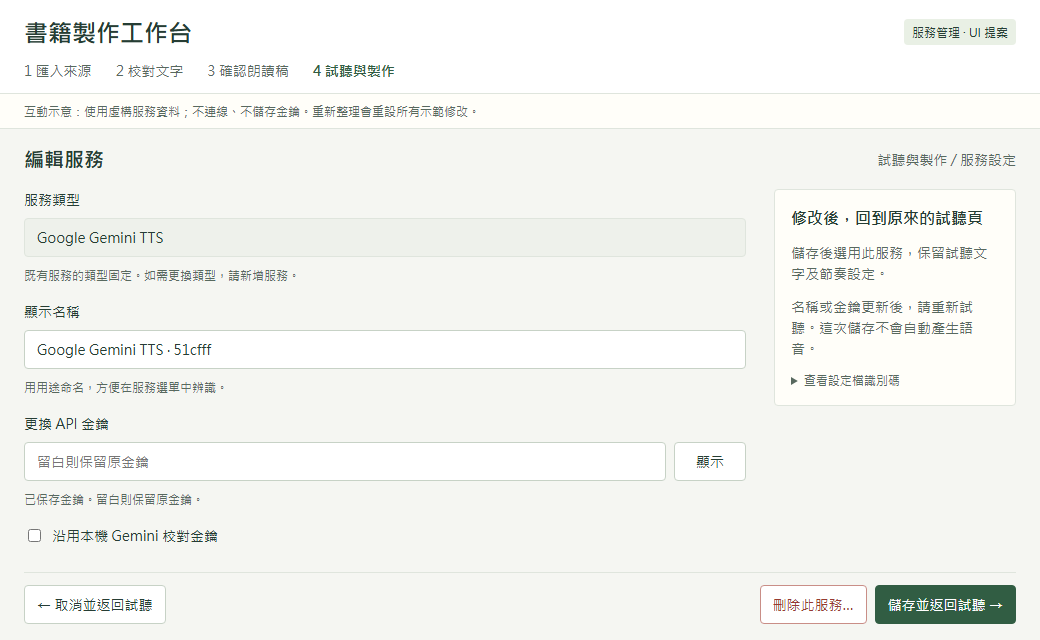 書籍製作工作台
服務管理 · UI 提案
1 匯入來源 2 校對文字 3 確認朗讀稿 4 試聽與製作
互動示意：使用虛構服務資料；不連線、不儲存金鑰。重新整理會重設所有示範修改。
編輯服務
試聽與製作 / 服務設定
服務類型
Google Gemini TTS
既有服務的類型固定。如需更換類型，請新增服務。
顯示名稱
Google Gemini TTS · 51cfff
用用途命名，方便在服務選單中辨識。
更換 API 金鑰
留白則保留原金鑰
顯示
已保存金鑰。留白則保留原金鑰。
沿用本機 Gemini 校對金鑰
修改後，回到原來的試聽頁
儲存後選用此服務，保留試聽文
字及節奏設定。
名稱或金鑰更新後，請重新試
聽。這次儲存不會自動產生語
音。
▶ 查看設定檔識別碼
← 取消並返回試聽
刪除此服務...
儲存並返回試聽 →